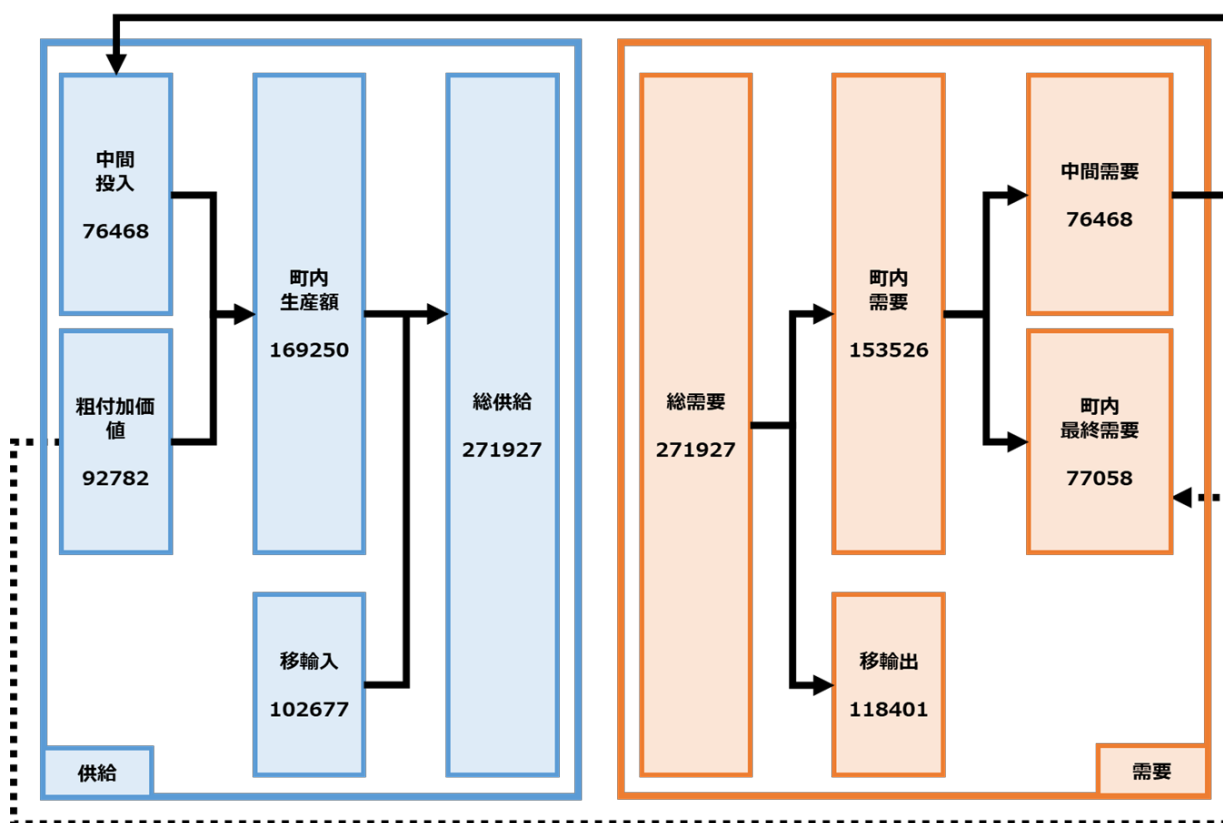 中間
投入
76468
粗付加価
値
92782
町内
生産額
169250
移輸入
102677
総供給
271927
供給
総需要
271927
町内
需要
153526
移輸出
118401
中間需要
76468
町内
最終需要
77058
需要